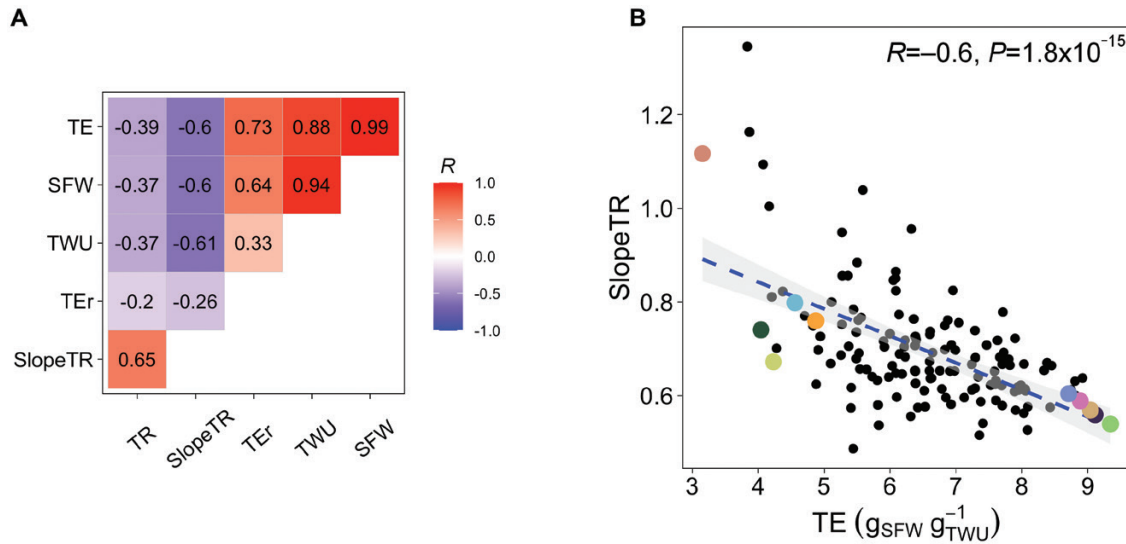 A
TE -0.39 -0.6 0.73 0.88 0.99
SFW -0.37 -0.6 0.64 0.94
TWU -0.37 -0.61 0.33
TEr -0.2 -0.26
SlopeTR 0.65
TR SlopeTR TEr TWU SFW
R
1.0
0.5
0.0
-0.5
-1.0
B
R=–0.6, P=1.8x10⁻¹⁵
SlopeTR
1.2
1.0
0.8
0.6
3 4 5 6 7 8 9
TE (g_SFW g_TWU⁻¹)